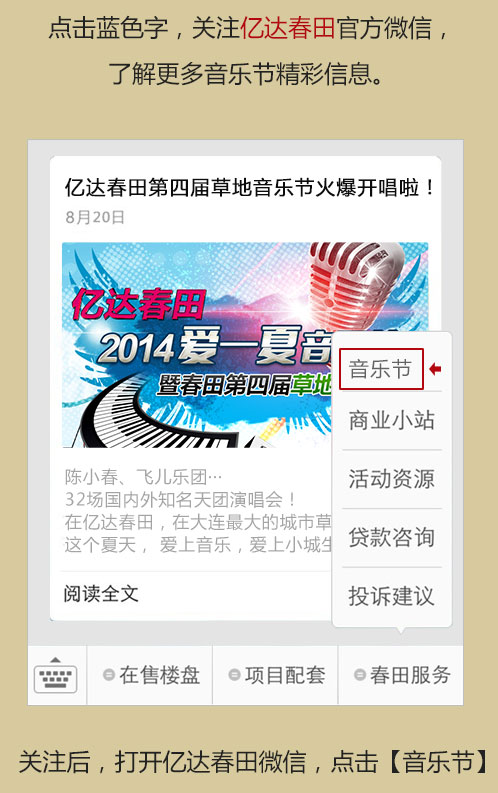 点击蓝色字，关注亿达春田官方微信，
了解更多音乐节精彩信息。
亿达春田第四届草地音乐节火爆开唱啦！
8月20日
亿达春田
2014爱一夏音
暨春田第四届草地
陈小春、飞儿乐团…
32场国内外知名天团演唱会！
在亿达春田，在大连最大的城市草
这个夏天， 爱上音乐，爱上小城生
阅读全文
音乐节
商业小站
活动资源
贷款咨询
投诉建议
在售楼盘
项目配套
春田服务
关注后，打开亿达春田微信，点击【音乐节】